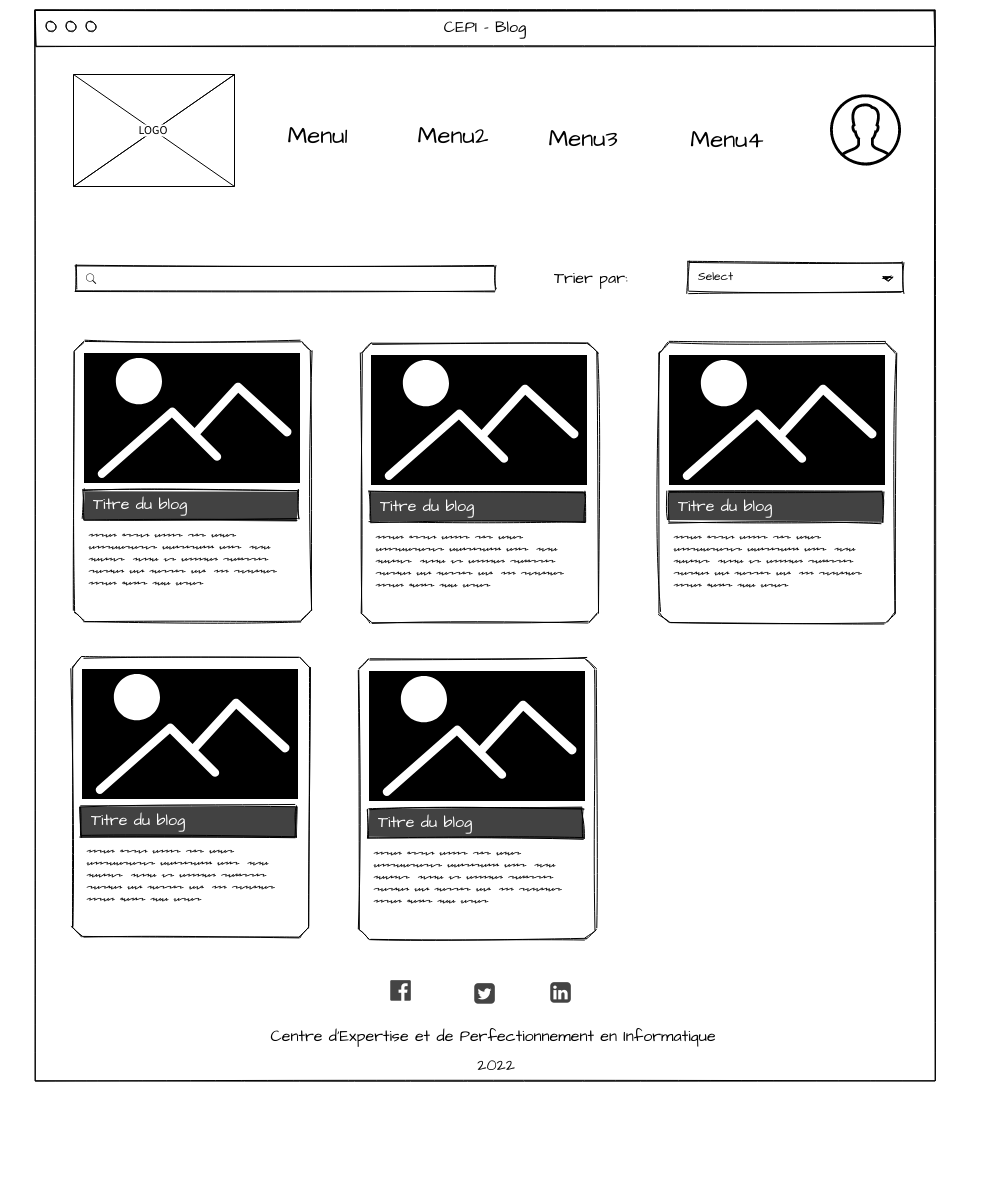 CEPI - Blog
LOGO
Menu1 Menu2 Menu3 Menu4
Trier par: Select
Titre du blog Titre du blog Titre du blog
Titre du blog Titre du blog
Centre d'Expertise et de Perfectionnement en Informatique
2022